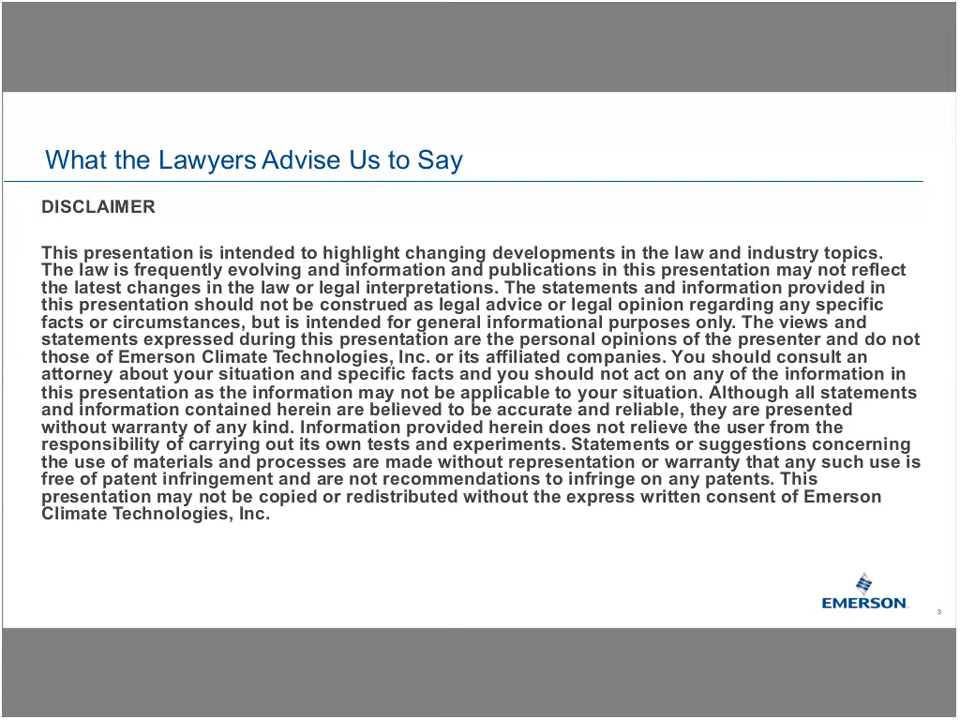 What the Lawyers Advise Us to Say
DISCLAIMER
This presentation is intended to highlight changing developments in the law and industry topics.
The law is frequently evolving and information and publications in this presentation may not reflect
the latest changes in the law or legal interpretations. The statements and information provided in
this presentation should not be construed as legal advice or legal opinion regarding any specific
facts or circumstances, but is intended for general informational purposes only. The views and
statements expressed during this presentation are the personal opinions of the presenter and do not
those of Emerson Climate Technologies, Inc. or its affiliated companies. You should consult an
attorney about your situation and specific facts and you should not act on any of the information in
this presentation as the information may not be applicable to your situation. Although all statements
and information contained herein are believed to be accurate and reliable, they are presented
without warranty of any kind. Information provided herein does not relieve the user from the
responsibility of carrying out its own tests and experiments. Statements or suggestions concerning
the use of materials and processes are made without representation or warranty that any such use is
free of patent infringement and are not recommendations to infringe on any patents. This
presentation may not be copied or redistributed without the express written consent of Emerson
Climate Technologies, Inc.
EMERSON
3